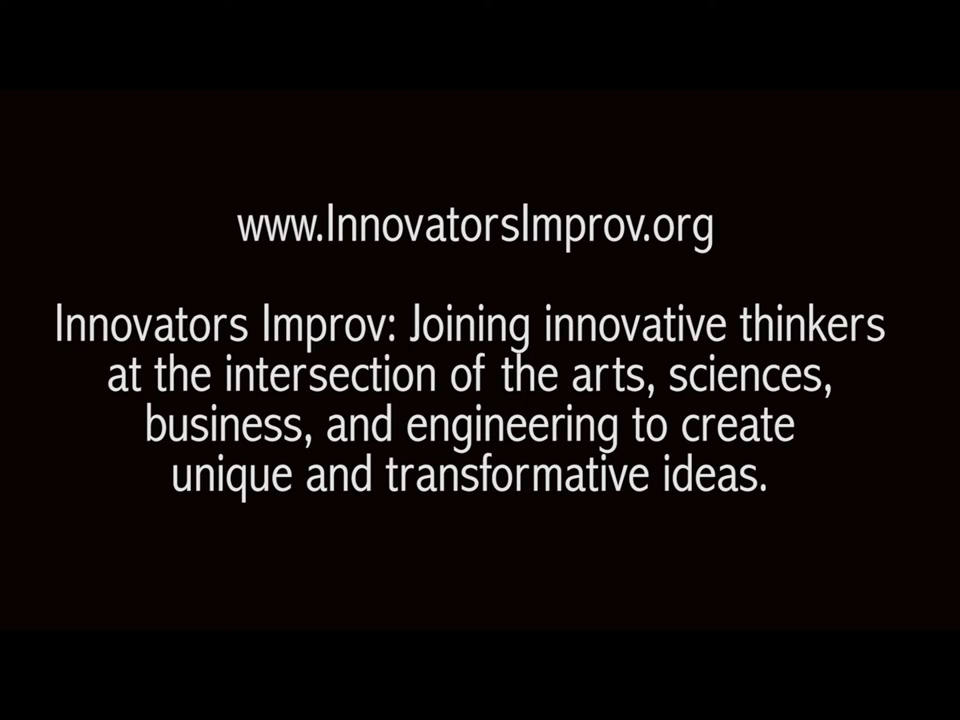 www.InnovatorsImprov.org
Innovators Improv: Joining innovative thinkers
at the intersection of the arts, sciences,
business, and engineering to create
unique and transformative ideas.